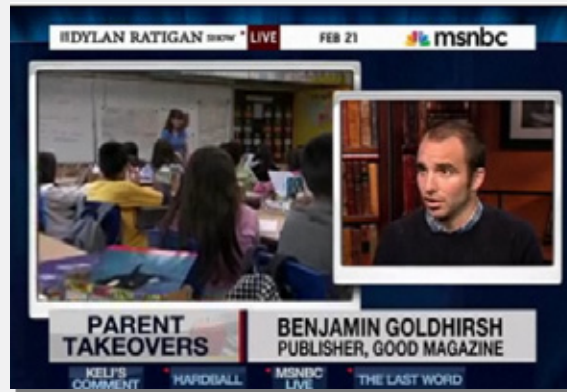 THE DYLAN RATIGAN SHOW LIVE FEB 21 msnbc
PARENT
TAKEOVERS
BENJAMIN GOLDHIRSH
PUBLISHER, GOOD MAGAZINE
KELI'S
COMMENT
HARDBALL
MSNBC
LIVE
THE LAST WORD